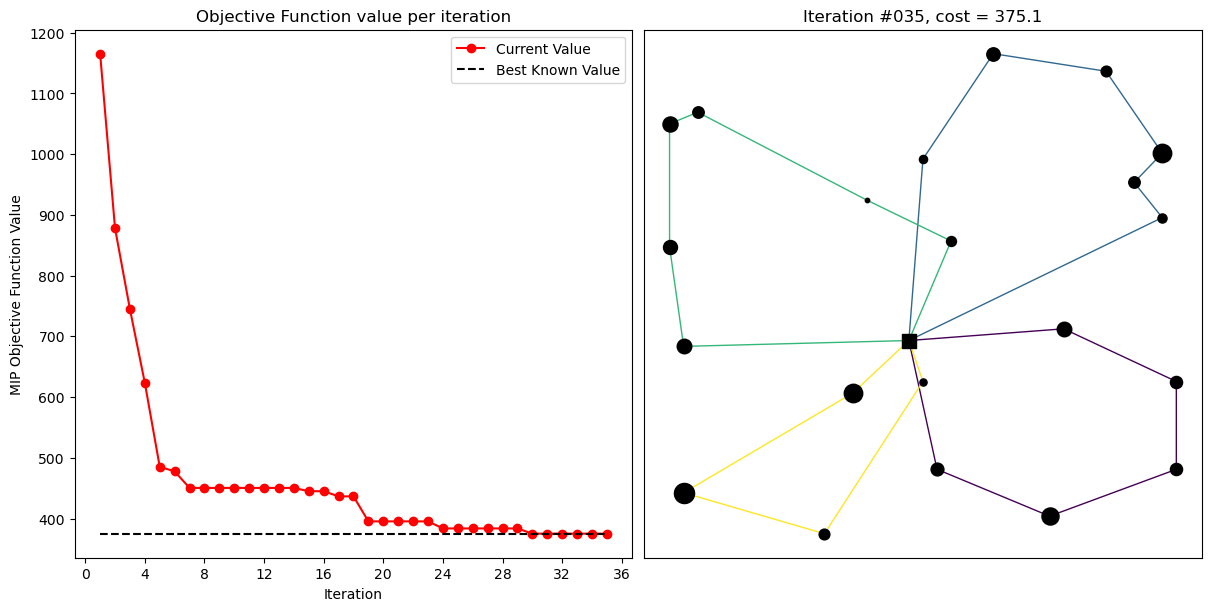 Objective Function value per iteration
Current Value
Best Known Value
MIP Objective Function Value
1200
1100
1000
900
800
700
600
500
400
0 4 8 12 16 20 24 28 32 36
Iteration
Iteration #035, cost = 375.1